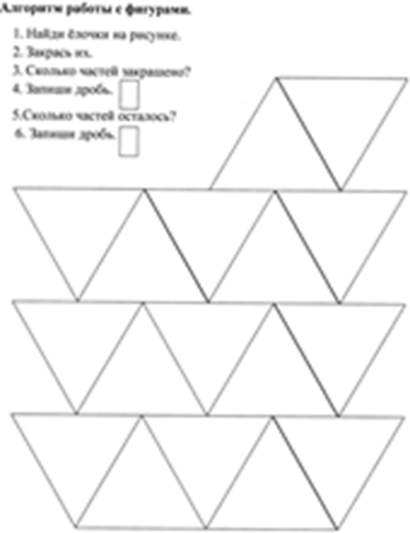 Алгоритм работы с фигурами.
1. Найди ёлочки на рисунке.
2. Закрась их.
3. Сколько частей закрашено?
4. Запиши дробь.
5.Сколько частей осталось?
6. Запиши дробь.